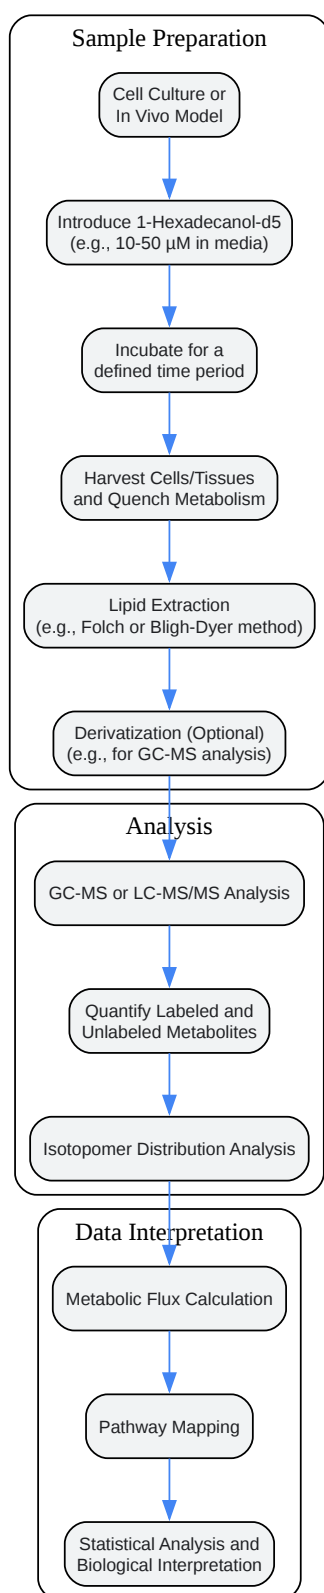 Sample Preparation
Cell Culture or
In Vivo Model
Introduce 1-Hexadecanol-d5
(e.g., 10-50 µM in media)
Incubate for a
defined time period
Harvest Cells/Tissues
and Quench Metabolism
Lipid Extraction
(e.g., Folch or Bligh-Dyer method)
Derivatization (Optional)
(e.g., for GC-MS analysis)
Analysis
GC-MS or LC-MS/MS Analysis
Quantify Labeled and
Unlabeled Metabolites
Isotopomer Distribution Analysis
Data Interpretation
Metabolic Flux Calculation
Pathway Mapping
Statistical Analysis and
Biological Interpretation